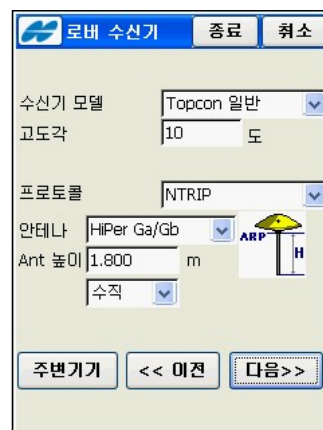 로버 수신기 종료 취소
수신기 모델 Topcon 일반
고도각 10 도
프로토콜 NTRIP
안테나 HiPer Ga/Gb ARP
Ant 높이 1.800 m H
수직
주변기기 << 이전 다음>>